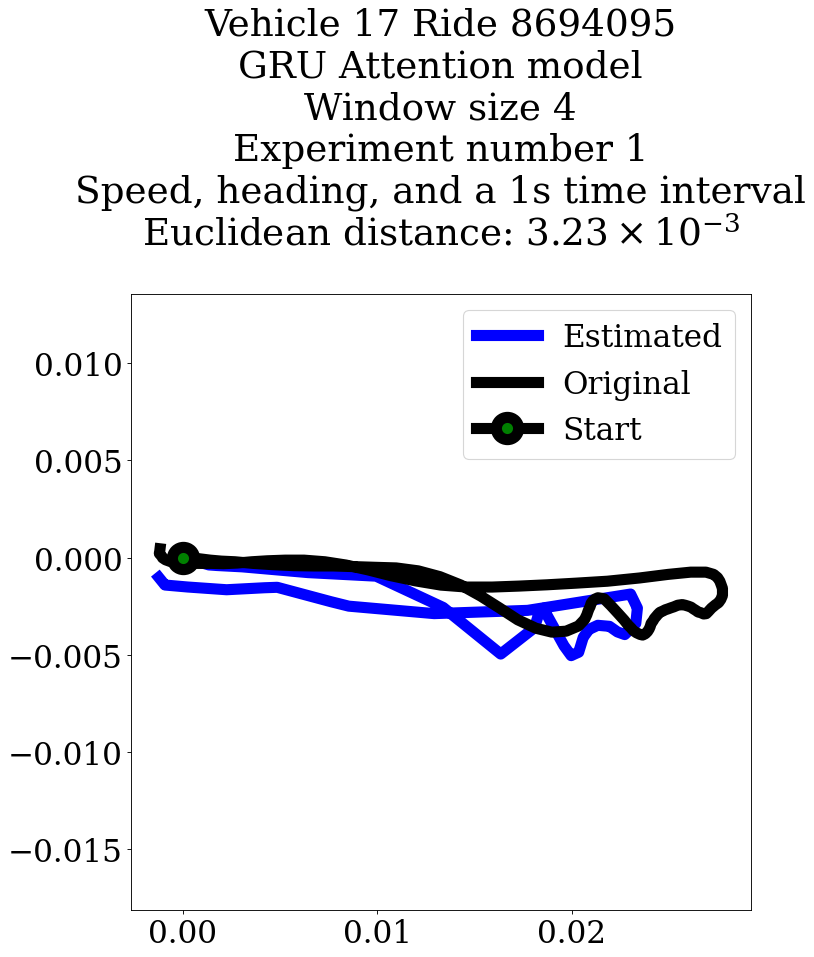 Vehicle 17 Ride 8694095
GRU Attention model
Window size 4
Experiment number 1
Speed, heading, and a 1s time interval
Euclidean distance: 3.23 × 10⁻³
Estimated
Original
Start
0.010
0.005
0.000
−0.005
−0.010
−0.015
0.00
0.01
0.02